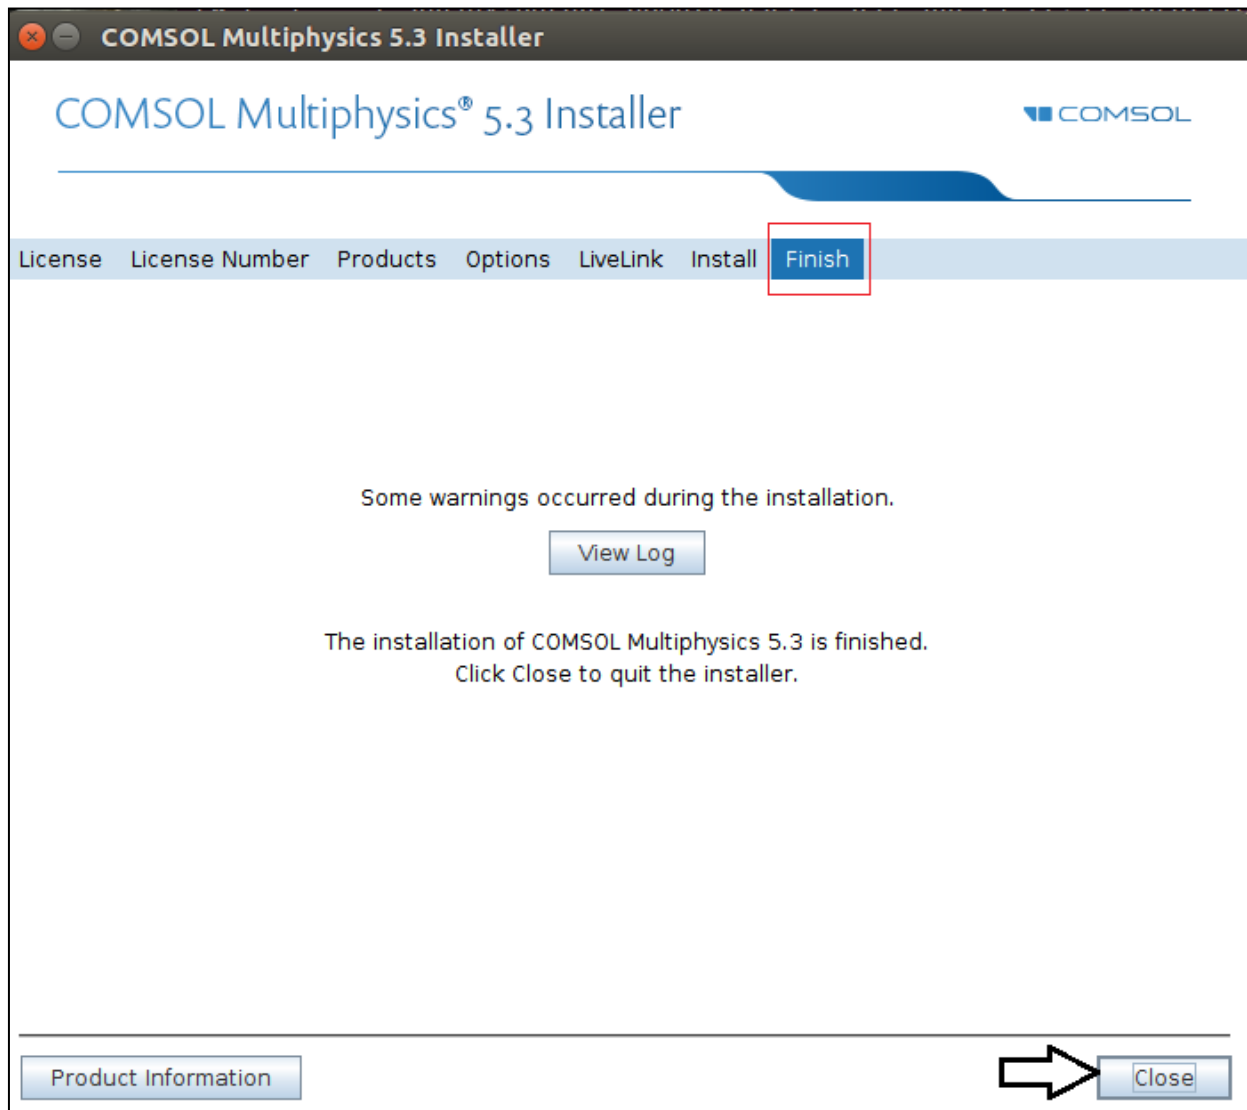 COMSOL Multiphysics 5.3 Installer
COMSOL Multiphysics® 5.3 Installer
COMSOL
License License Number Products Options LiveLink Install Finish
Some warnings occurred during the installation.
View Log
The installation of COMSOL Multiphysics 5.3 is finished.
Click Close to quit the installer.
Product Information
Close